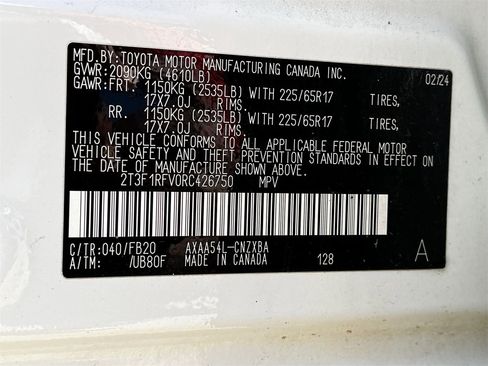 MFD.BY:TOYOTA MOTOR MANUFACTURING CANADA INC.
GVWR:2090KG (4610LB) 02/24
GAWR:FRT. 1150KG (2535LB) WITH 225/65R17 TIRES,
17X7.0J RIMS.
RR. 1150KG (2535LB) WITH 225/65R17 TIRES,
17X7.0J RIMS.
THIS VEHICLE CONFORMS TO ALL APPLICABLE FEDERAL MOTOR
VEHICLE SAFETY AND THEFT PREVENTION STANDARDS IN EFFECT ON
THE DATE OF MANUFACTURE SHOWN ABOVE.
2T3F1RFV0RC426750 MPV
C/TR:040/FB20 AXAA54L-CNZXBA A
A/TM: /UB80F MADE IN CANADA 128